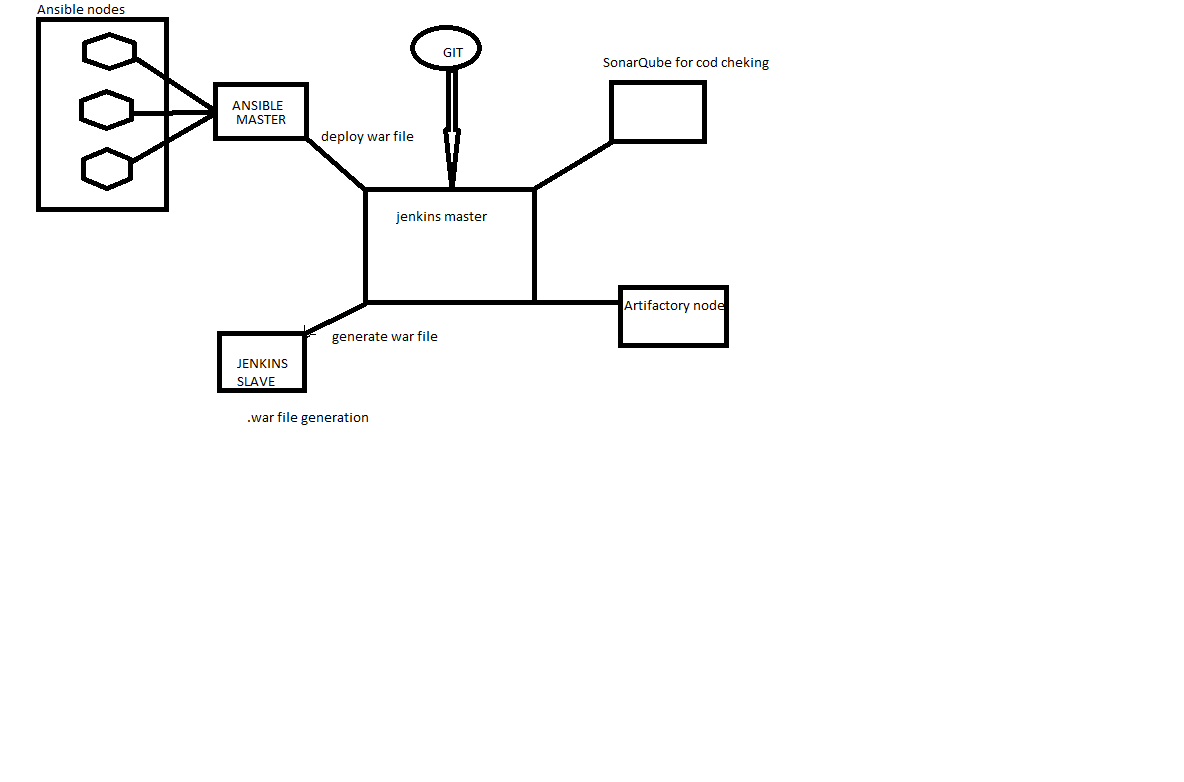 Ansible nodes
GIT
SonarQube for cod cheking
ANSIBLE
MASTER
deploy war file
jenkins master
Artifactory node
generate war file
JENKINS
SLAVE
.war file generation